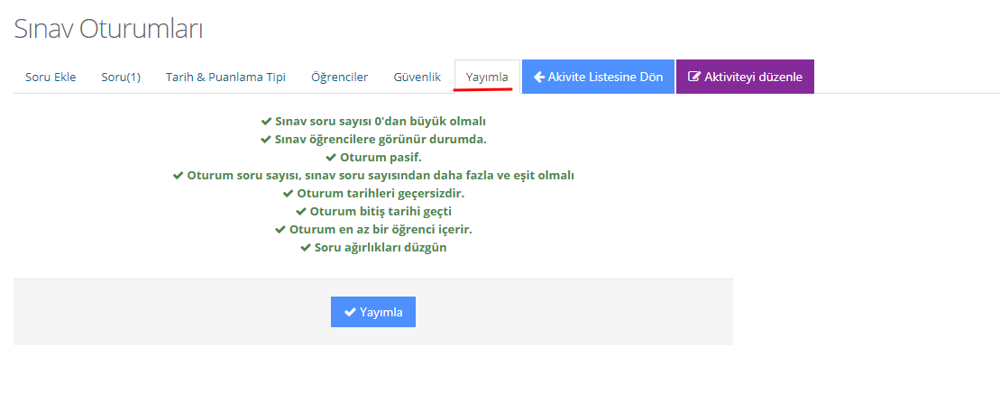 Sınav Oturumları
Soru Ekle Soru(1) Tarih & Puanlama Tipi Öğrenciler Güvenlik Yayımla Akivite Listesine Dön Aktiviteyi düzenle
Sınav soru sayısı 0'dan büyük olmalı
Sınav öğrencilere görünür durumda.
Oturum pasif.
Oturum soru sayısı, sınav soru sayısından daha fazla ve eşit olmalı
Oturum tarihleri geçersizdir.
Oturum bitiş tarihi geçti
Oturum en az bir öğrenci içerir.
Soru ağırlıkları düzgün
Yayımla